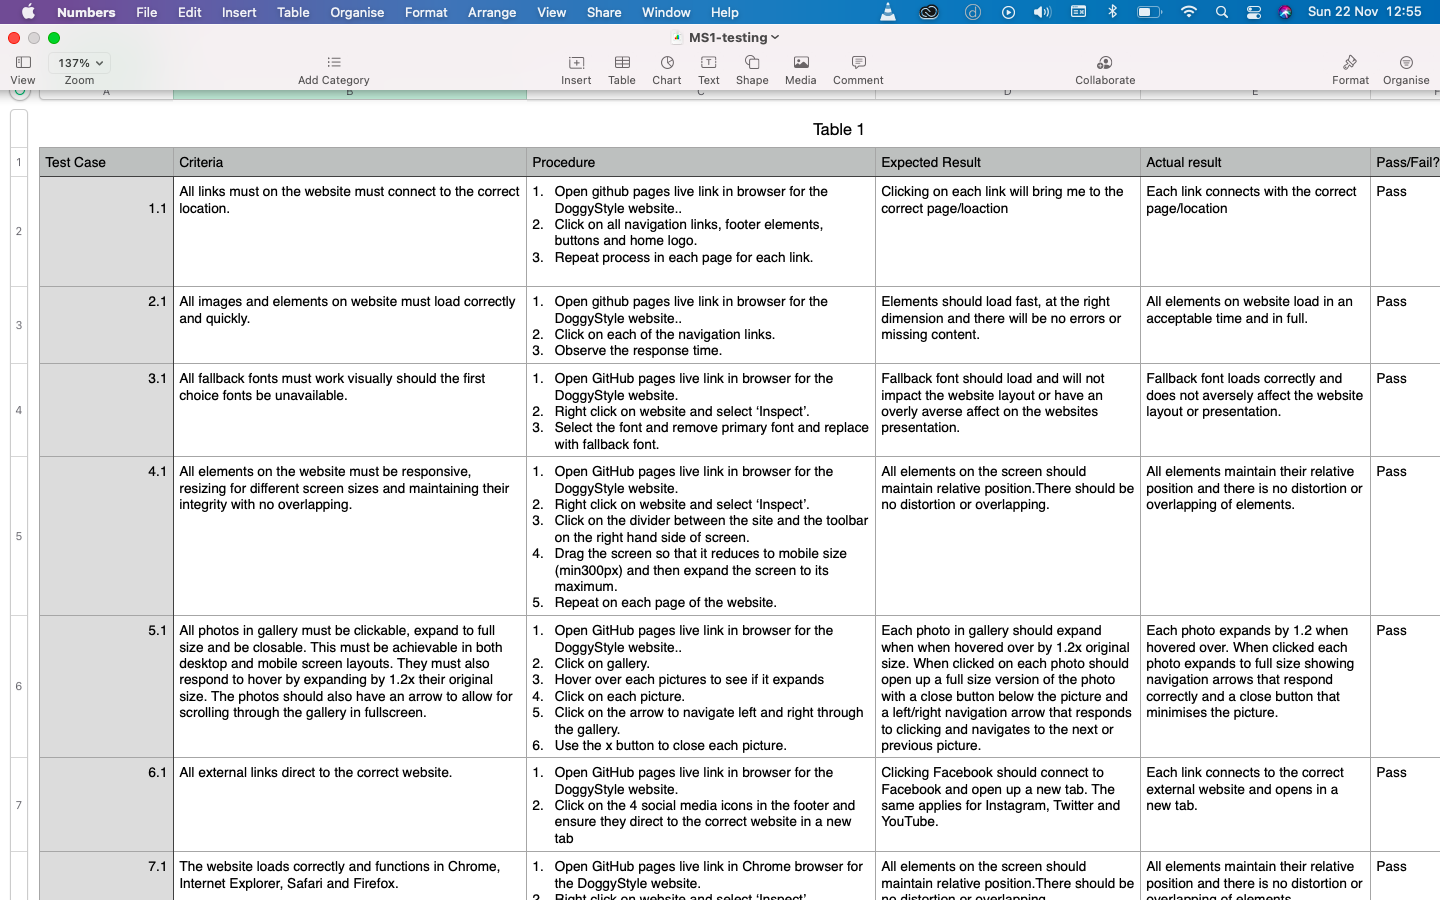 Numbers File Edit Insert Table Organise Format Arrange View Share Window Help Sun 22 Nov 12:55
MS1-testing
137%
View Zoom Add Category Insert Table Chart Text Shape Media Comment Collaborate Format Organise
A B C D E
Table 1
1 Test Case Criteria Procedure Expected Result Actual result Pass/Fail?
2
1.1
All links must on the website must connect to the correct
location.
1. Open github pages live link in browser for the
DoggyStyle website..
2. Click on all navigation links, footer elements,
buttons and home logo.
3. Repeat process in each page for each link.
Clicking on each link will bring me to the
correct page/loaction
Each link connects with the correct
page/location
Pass
3
2.1
All images and elements on website must load correctly
and quickly.
1. Open github pages live link in browser for the
DoggyStyle website..
2. Click on each of the navigation links.
3. Observe the response time.
Elements should load fast, at the right
dimension and there will be no errors or
missing content.
All elements on website load in an
acceptable time and in full.
Pass
4
3.1
All fallback fonts must work visually should the first
choice fonts be unavailable.
1. Open GitHub pages live link in browser for the
DoggyStyle website.
2. Right click on website and select ‘Inspect’.
3. Select the font and remove primary font and replace
with fallback font.
Fallback font should load and will not
impact the website layout or have an
overly averse affect on the websites
presentation.
Fallback font loads correctly and
does not aversely affect the website
layout or presentation.
Pass
5
4.1
All elements on the website must be responsive,
resizing for different screen sizes and maintaining their
integrity with no overlapping.
1. Open GitHub pages live link in browser for the
DoggyStyle website.
2. Right click on website and select ‘Inspect’.
3. Click on the divider between the site and the toolbar
on the right hand side of screen.
4. Drag the screen so that it reduces to mobile size
(min300px) and then expand the screen to its
maximum.
5. Repeat on each page of the website.
All elements on the screen should
maintain relative position.There should be
no distortion or overlapping.
All elements maintain their relative
position and there is no distortion or
overlapping of elements.
Pass
6
5.1
All photos in gallery must be clickable, expand to full
size and be closable. This must be achievable in both
desktop and mobile screen layouts. They must also
respond to hover by expanding by 1.2x their original
size. The photos should also have an arrow to allow for
scrolling through the gallery in fullscreen.
1. Open GitHub pages live link in browser for the
DoggyStyle website..
2. Click on gallery.
3. Hover over each pictures to see if it expands
4. Click on each picture.
5. Click on the arrow to navigate left and right through
the gallery.
6. Use the x button to close each picture.
Each photo in gallery should expand
when when hovered over by 1.2x original
size. When clicked on each photo should
open up a full size version of the photo
with a close button below the picture and
a left/right navigation arrow that responds
to clicking and navigates to the next or
previous picture.
Each photo expands by 1.2 when
hovered over. When clicked each
photo expands to full size showing
navigation arrows that respond
correctly and a close button that
minimises the picture.
Pass
7
6.1
All external links direct to the correct website.
1. Open GitHub pages live link in browser for the
DoggyStyle website.
2. Click on the 4 social media icons in the footer and
ensure they direct to the correct website in a new
tab
Clicking Facebook should connect to
Facebook and open up a new tab. The
same applies for Instagram, Twitter and
YouTube.
Each link connects to the correct
external website and opens in a
new tab.
Pass
7.1
The website loads correctly and functions in Chrome,
Internet Explorer, Safari and Firefox.
1. Open GitHub pages live link in Chrome browser for
the DoggyStyle website.
2. Right click on website and select ‘Inspect’
All elements on the screen should
maintain relative position.There should be
no distortion or overlapping
All elements maintain their relative
position and there is no distortion or
overlapping of elements
Pass